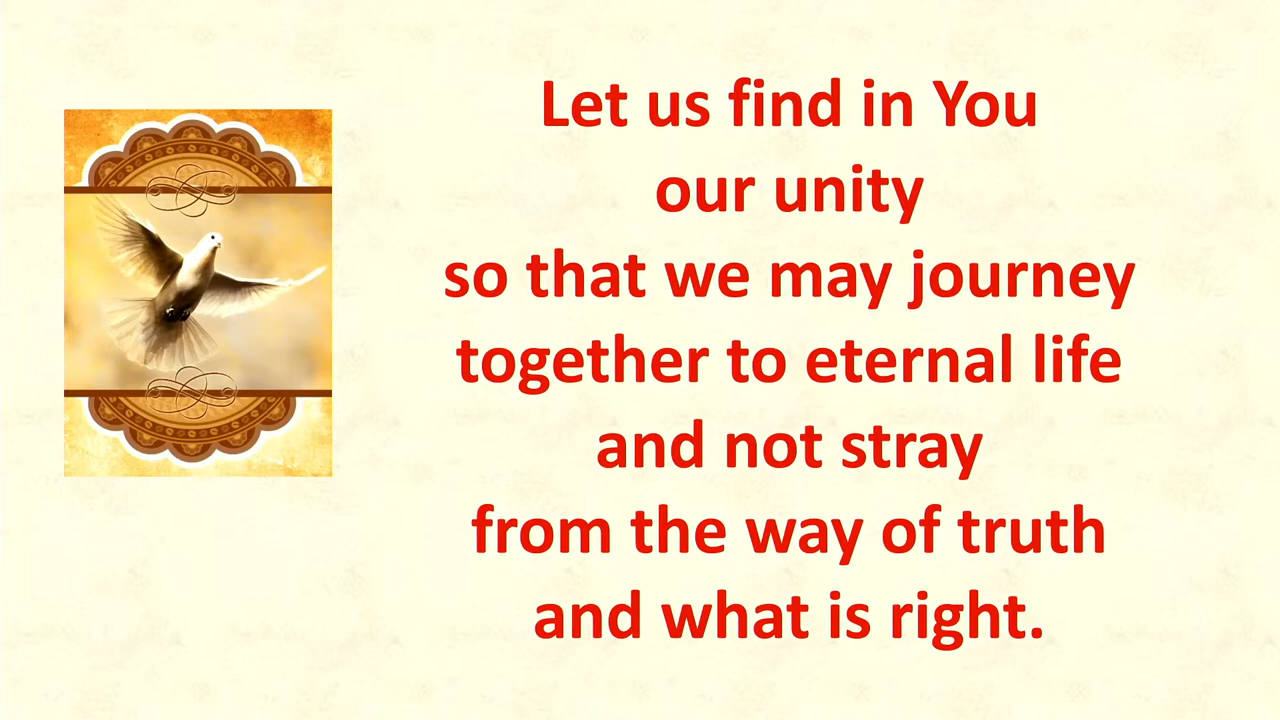 Let us find in You
our unity
so that we may journey
together to eternal life
and not stray
from the way of truth
and what is right.